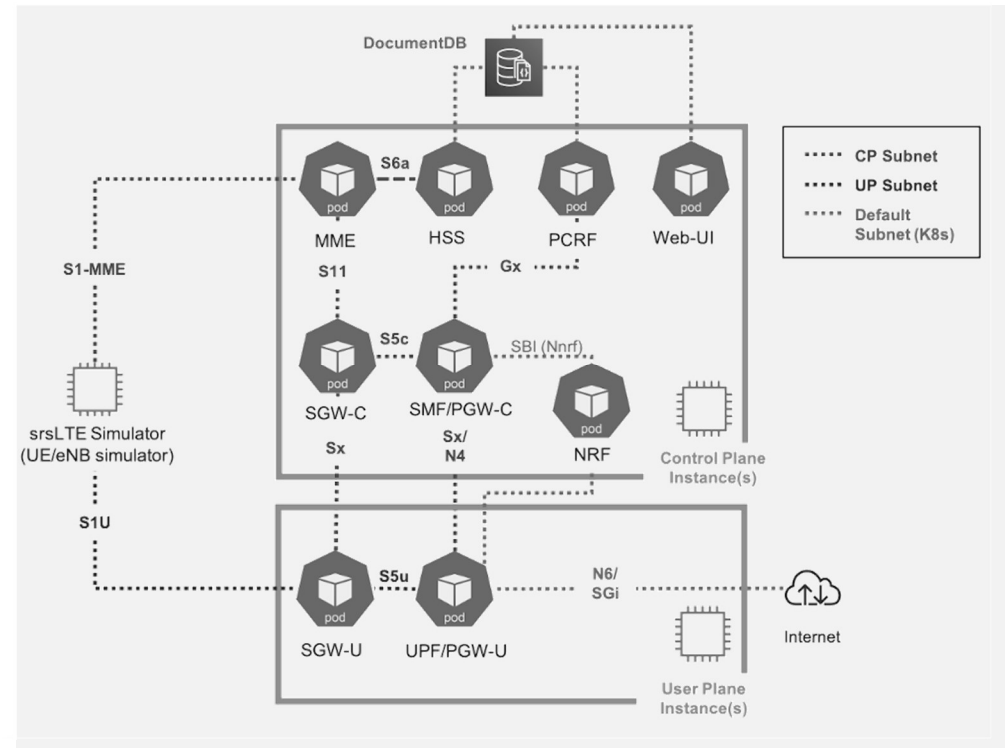 DocumentDB
CP Subnet
UP Subnet
Default
Subnet (K8s)
S6a
pod
pod
pod
pod
MME
HSS
PCRF
Web-UI
S1-MME
S11
Gx
S5c
SBI (Nnrf)
pod
pod
pod
SGW-C
SMF/PGW-C
NRF
srsLTE Simulator
(UE/eNB simulator)
Sx
Sx/
N4
Control Plane
Instance(s)
S1U
S5u
N6/
SGi
pod
pod
SGW-U
UPF/PGW-U
Internet
User Plane
Instance(s)